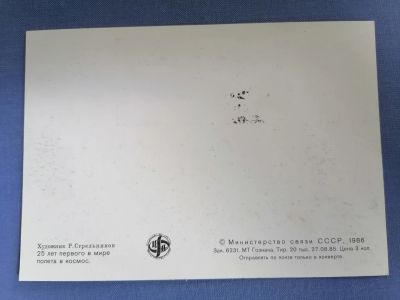 Художник Р.Стрельников
25 лет первого в мире
полета в космос.
© Министерство связи СССР, 1986
Зак. 6231. МТ Гознака. Тир. 20 тыс. 27.08.85. Цена 3 коп.
Отправлять по почте только в конверте.